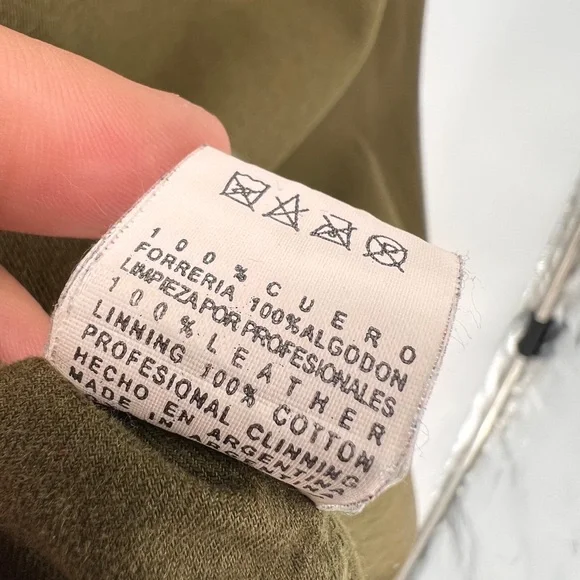 100% CUERO
FORRERIA 100% ALGODON
LIMPIEZA POR PROFESIONALES
100% LEATHER
LINNING 100% COTTON
PROFESIONAL CLINNING
HECHO EN ARGENTINA
MADE IN ARGENTINA